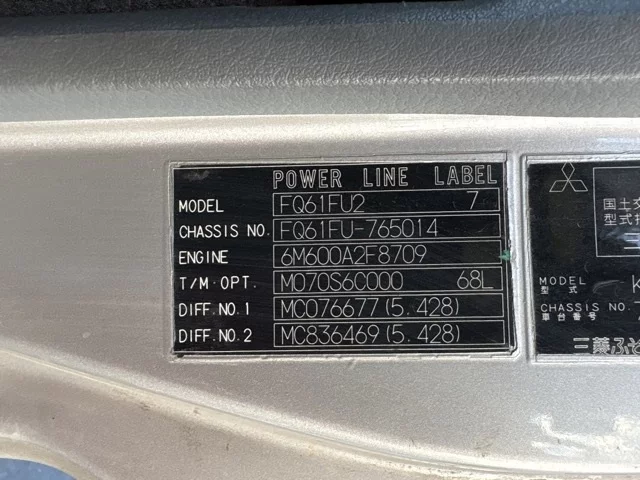 POWER LINE LABEL
MODEL FQ61FU2 7
CHASSIS NO. FQ61FU-765014
ENGINE 6M600A2F8709
T/M.OPT. M070S6C000 68L
DIFF.NO.1 MC076677(5.428)
DIFF.NO.2 MC836469(5.428)
国土交
型式指
MODEL K
型式
CHASSIS NO.
車台番号
三菱ふそ